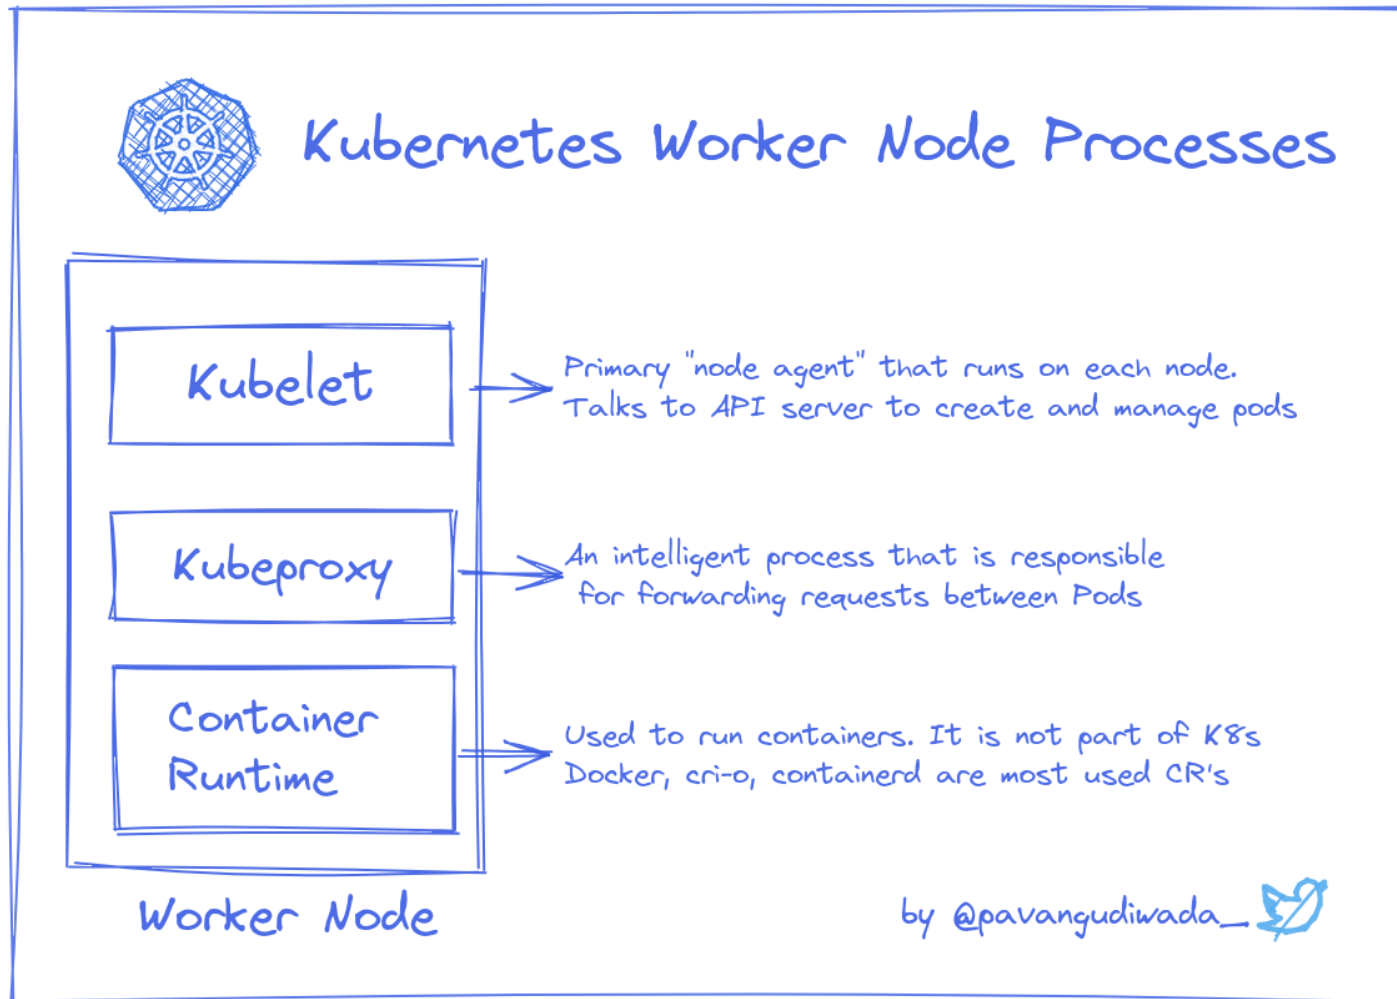 Kubernetes Worker Node Processes
Kubelet
Primary "node agent" that runs on each node.
Talks to API server to create and manage pods
Kubeproxy
An intelligent process that is responsible
for forwarding requests between Pods
Container
Runtime
Used to run containers. It is not part of K8s
Docker, cri-o, containerd are most used CR's
Worker Node
by @pavangudiwada_